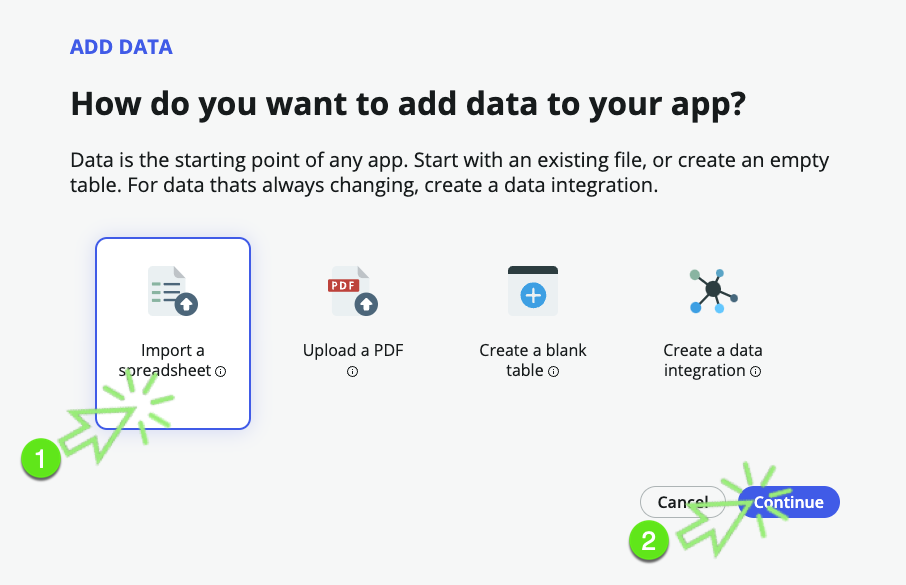 ADD DATA
How do you want to add data to your app?
Data is the starting point of any app. Start with an existing file, or create an empty
table. For data thats always changing, create a data integration.
PDF
Import a
spreadsheet
Upload a PDF
Create a blank
table
Create a data
integration
1
Cancel
Continue
2